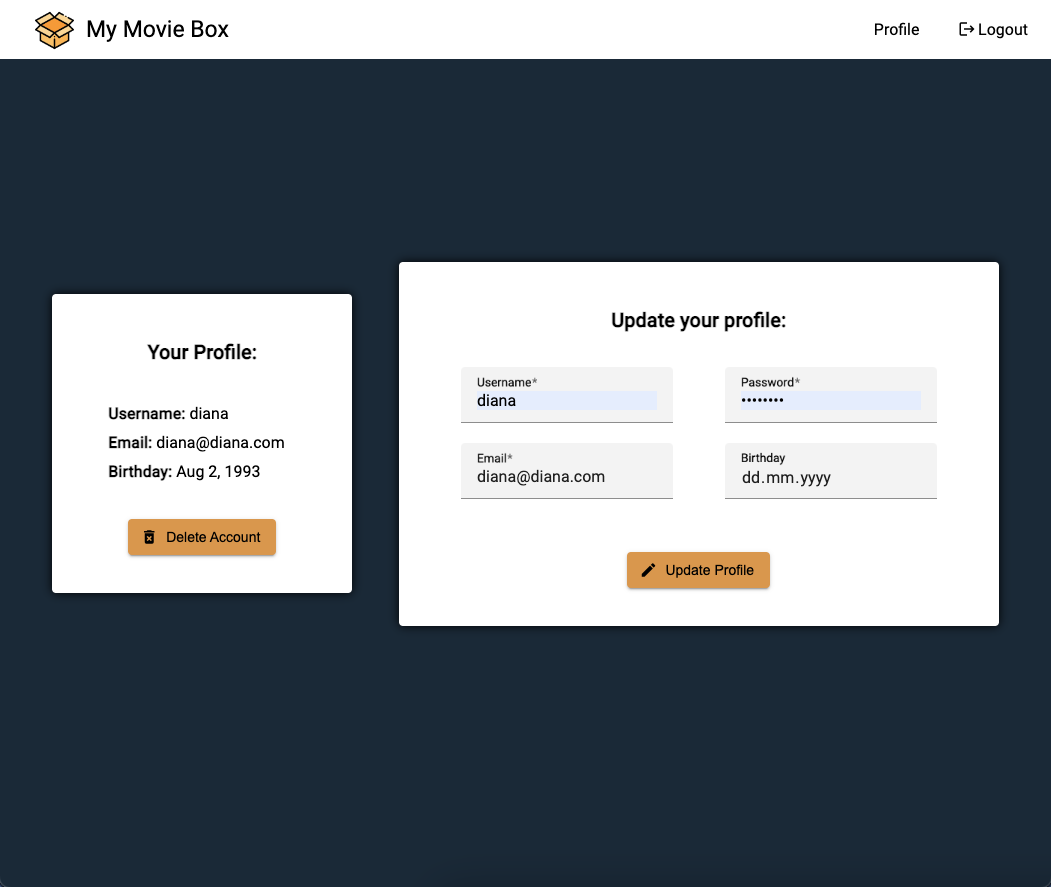 My Movie Box
Profile
Logout
Your Profile:
Username: diana
Email: diana@diana.com
Birthday: Aug 2, 1993
Delete Account
Update your profile:
Username*
diana
Password*
••••••••
Email*
diana@diana.com
Birthday
dd.mm.yyyy
Update Profile